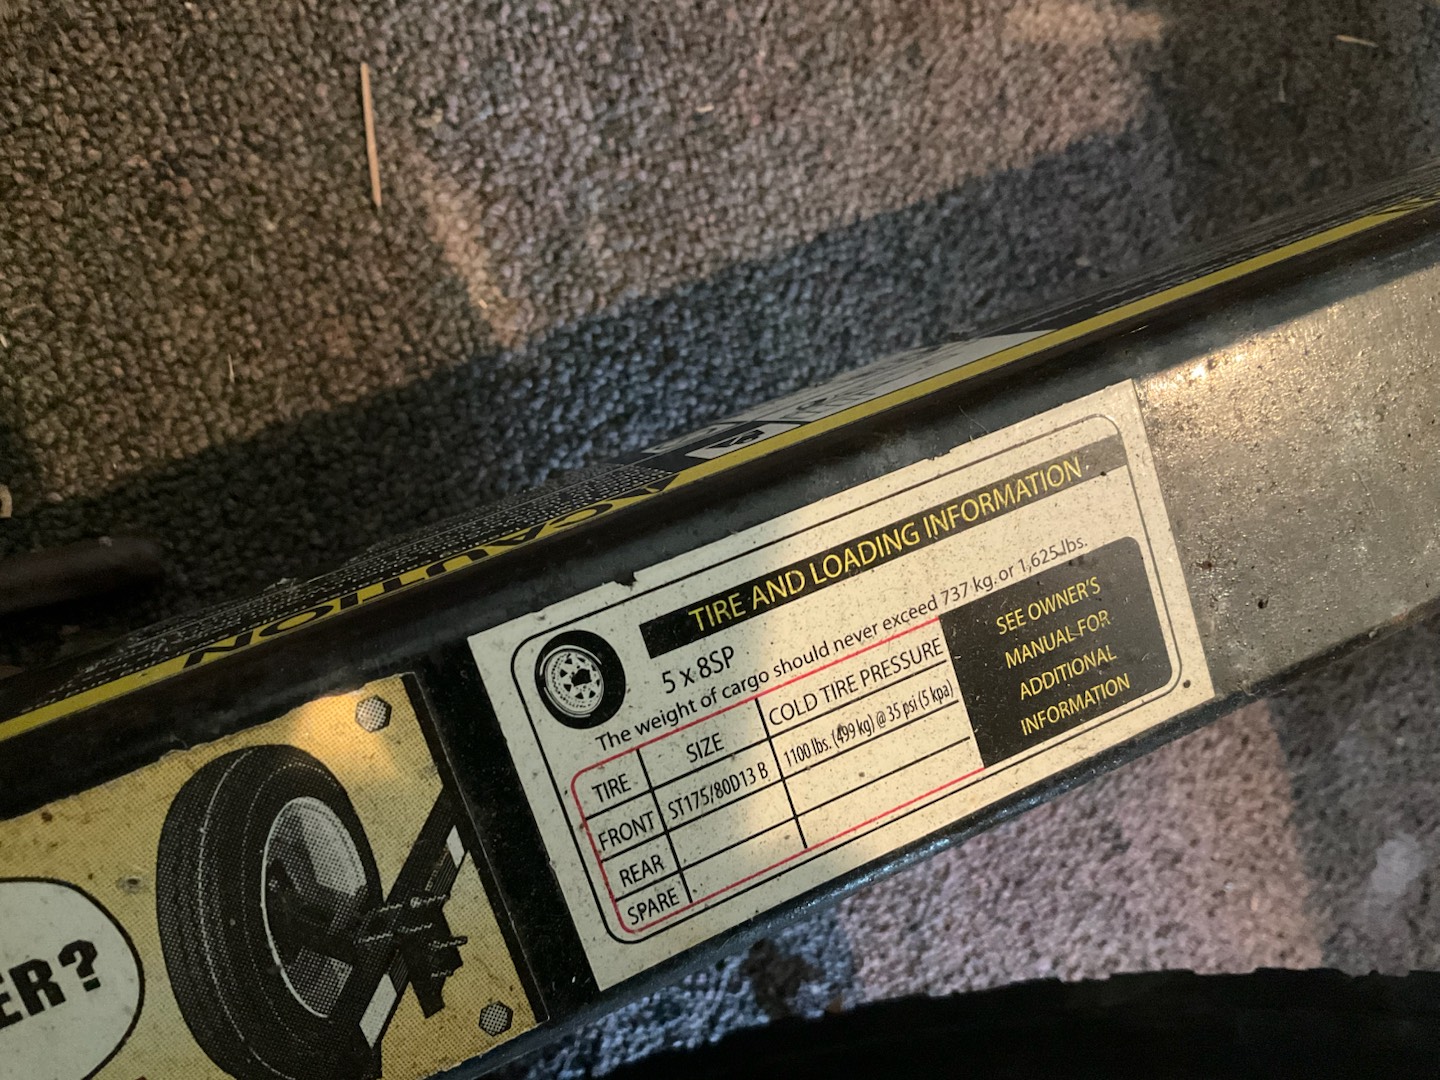 CAUTION
TIRE AND LOADING INFORMATION
5 x 8SP
The weight of cargo should never exceed 737 kg. or 1,625 lbs.
TIRE SIZE COLD TIRE PRESSURE
FRONT ST175/80D13 B 1100 lbs. (499 kg) @ 35 psi (5 kpa)
REAR
SPARE
SEE OWNER'S
MANUAL FOR
ADDITIONAL
INFORMATION
ER?